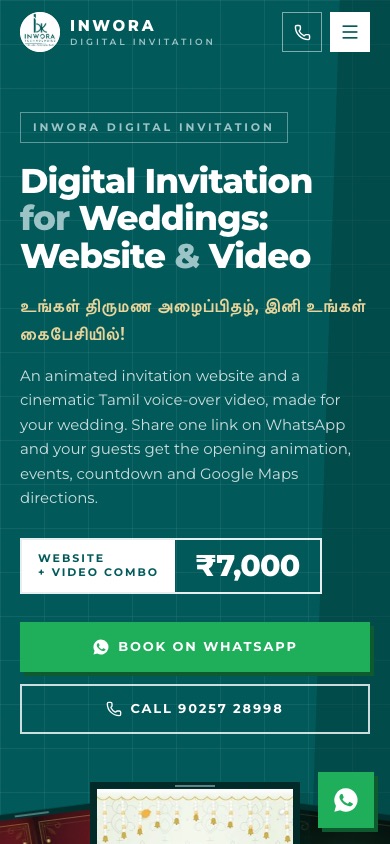 INWORA
DIGITAL INVITATION
INWORA DIGITAL INVITATION
Digital Invitation
for Weddings:
Website & Video
உங்கள் திருமண அழைப்பிதழ், இனி உங்கள்
கைபேசியில்!
An animated invitation website and a
cinematic Tamil voice-over video, made for
your wedding. Share one link on WhatsApp
and your guests get the opening animation,
events, countdown and Google Maps
directions.
WEBSITE
+ VIDEO COMBO
₹7,000
BOOK ON WHATSAPP
CALL 90257 28998